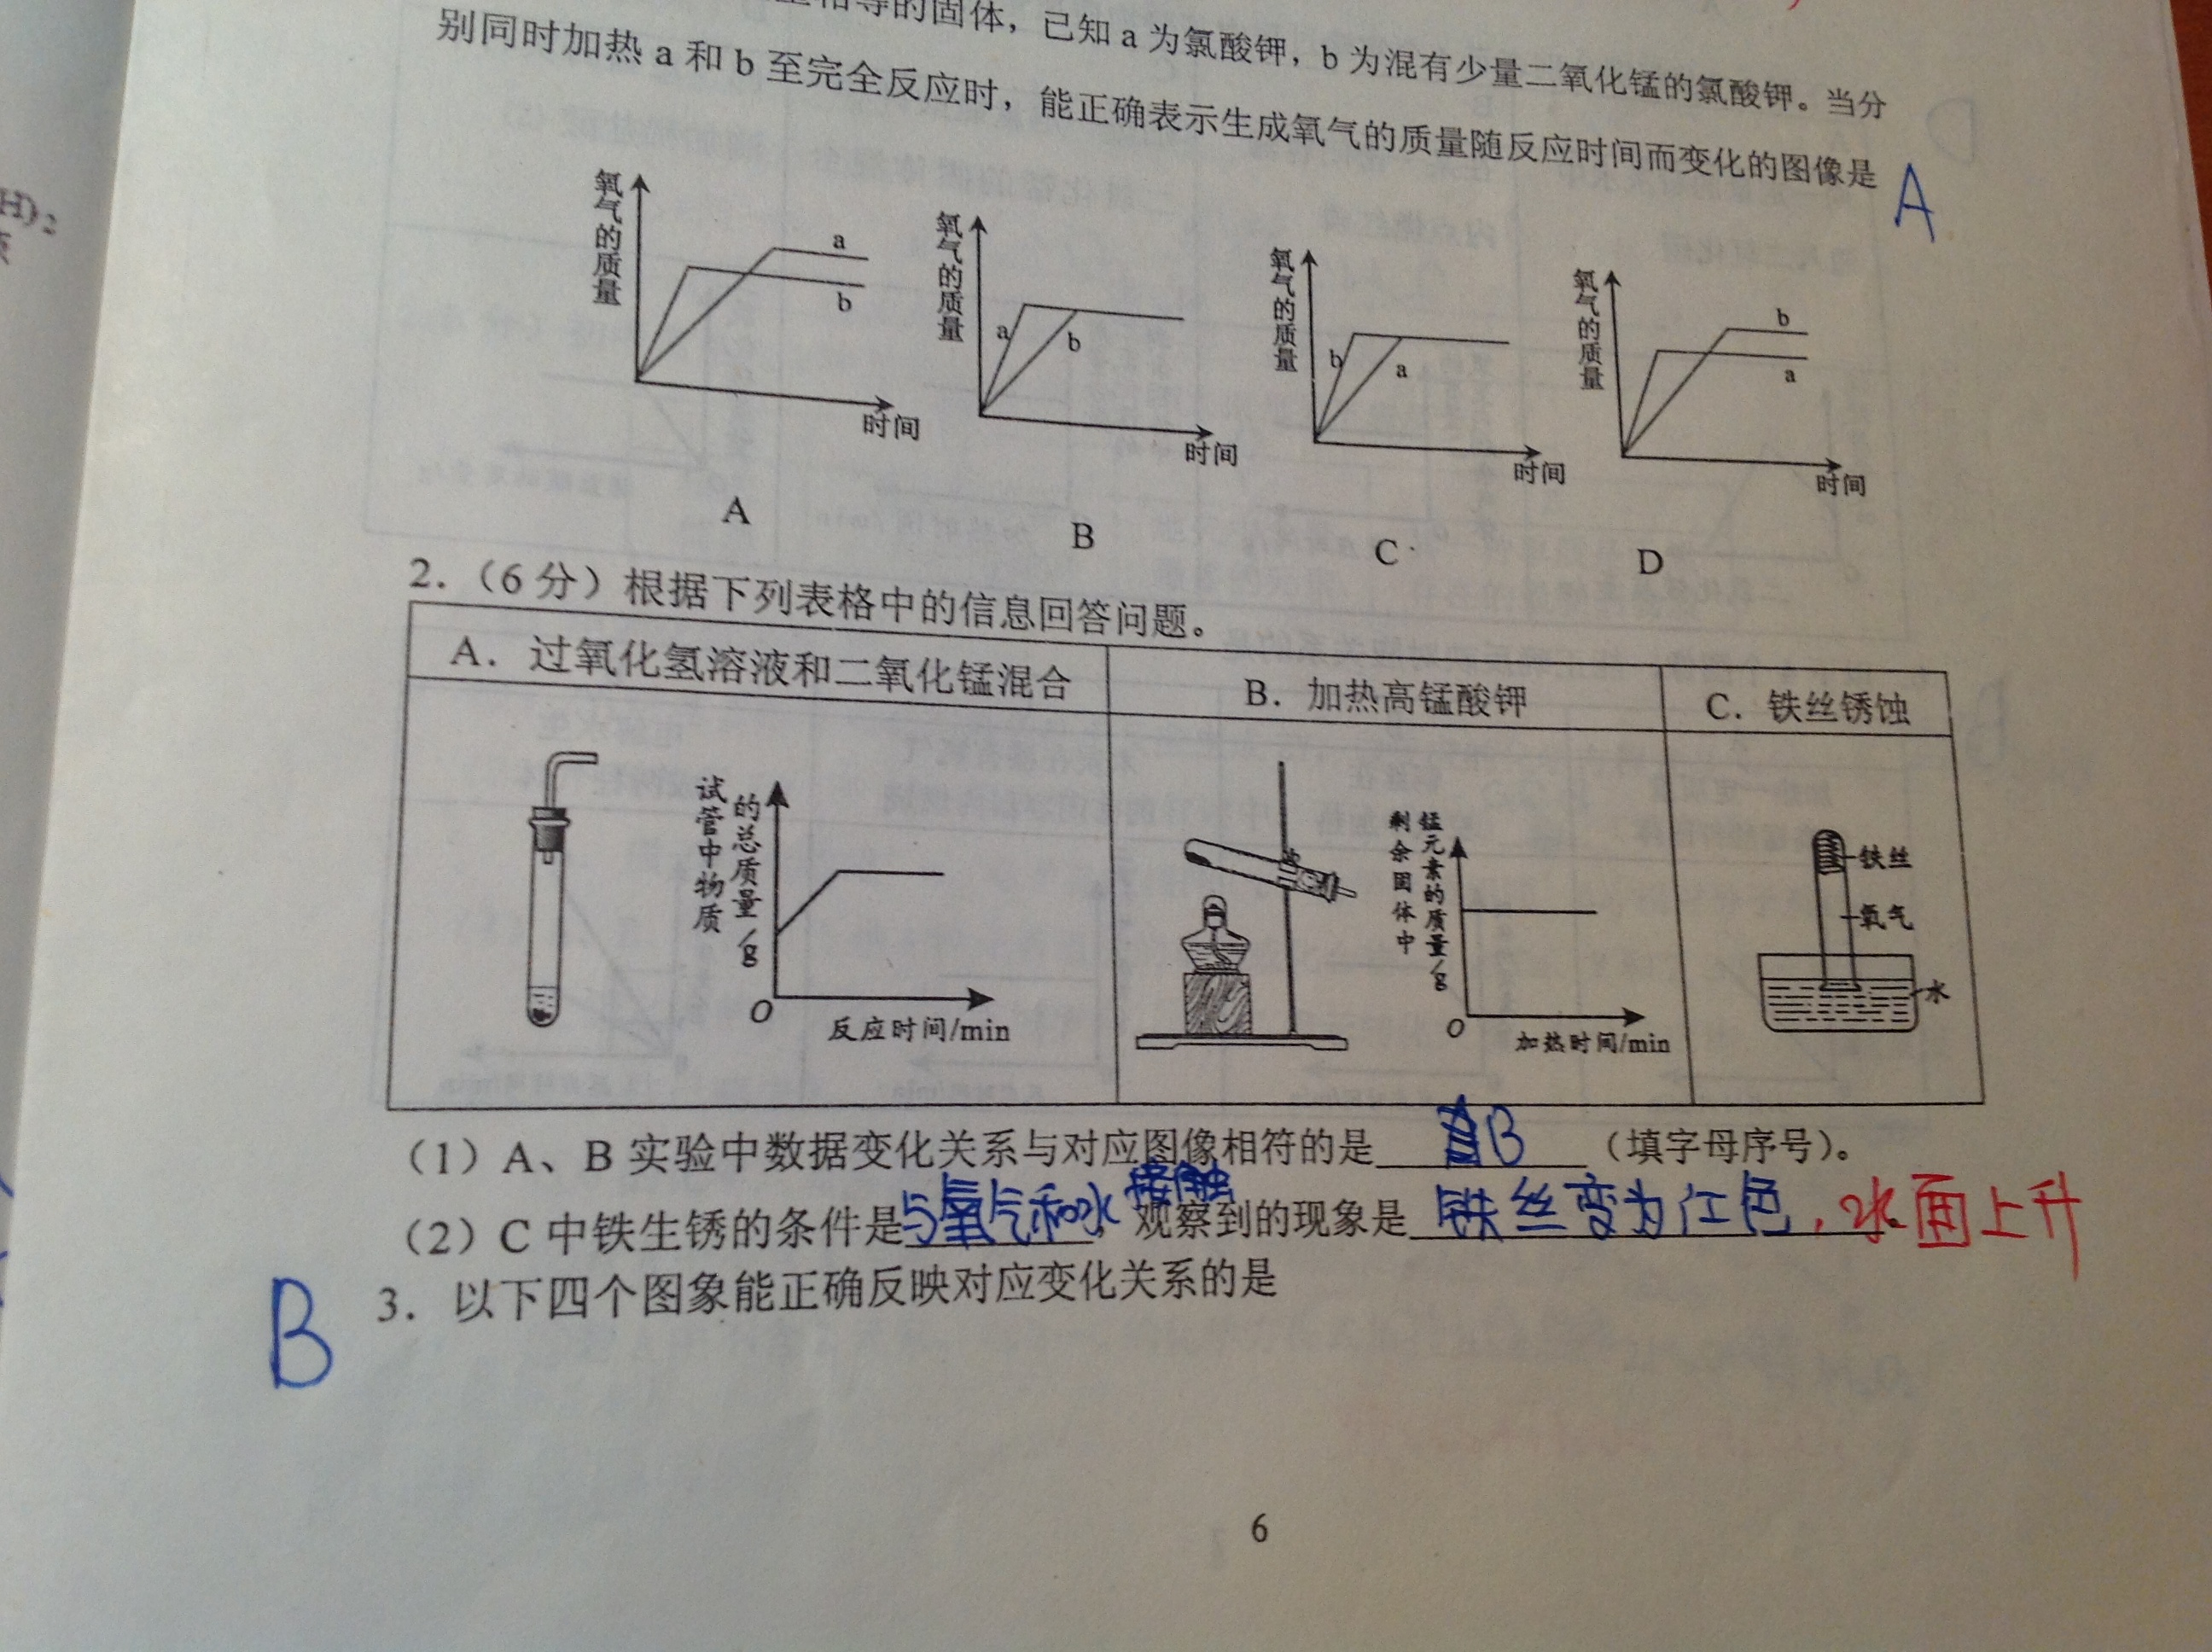 相等的固体，已知 a 为氯酸钾，b 为混有少量二氧化锰的氯酸钾。当分
别同时加热 a 和 b 至完全反应时，能正确表示生成氧气的质量随反应时间而变化的图像是 A
氧气的质量
a
b
时间
A
氧气的质量
a
b
时间
B
氧气的质量
b
a
时间
C
氧气的质量
b
a
时间
D
2.（6 分）根据下列表格中的信息回答问题。
A. 过氧化氢溶液和二氧化锰混合
B. 加热高锰酸钾
C. 铁丝锈蚀
试管中物质的总质量/g
O
反应时间/min
剩余固体中锰元素的质量/g
O
加热时间/min
铁丝
氧气
水
（1）A、B 实验中数据变化关系与对应图像相符的是 B （填字母序号）。
（2）C 中铁生锈的条件是与氧气和水接触，观察到的现象是 铁丝变为红色，水面上升
B 3. 以下四个图象能正确反映对应变化关系的是
6
H)2